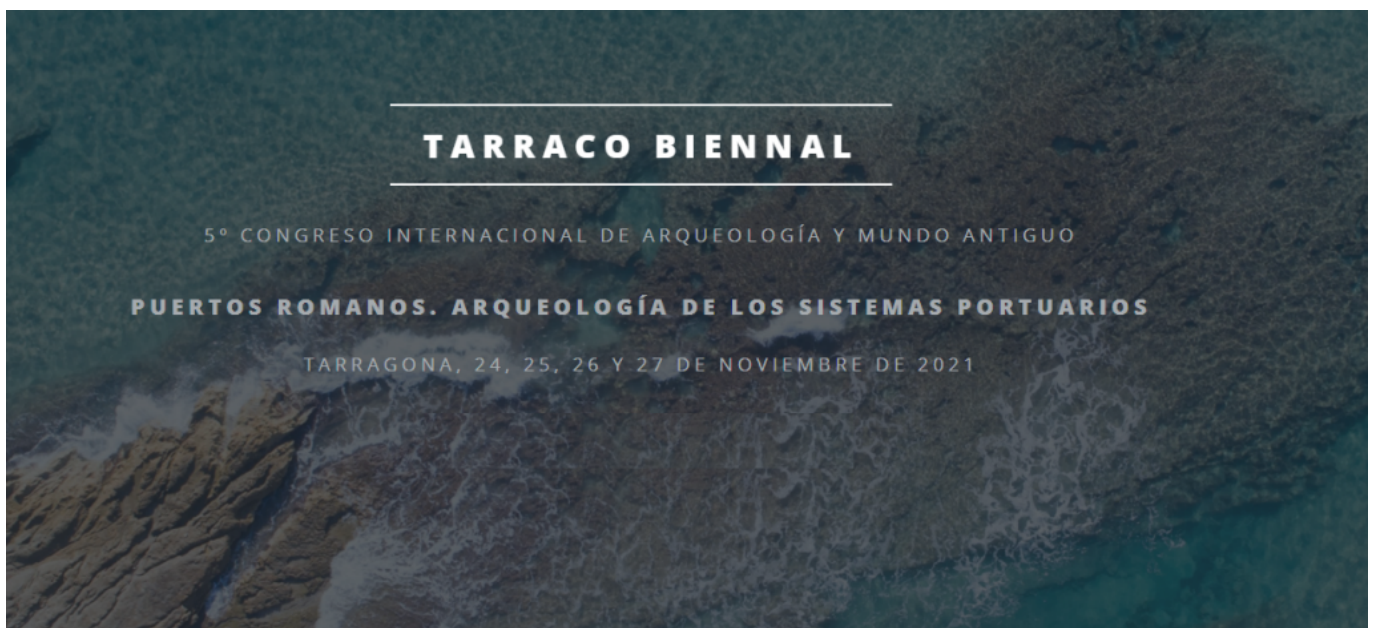 TARRACO BIENNAL
5º CONGRESO INTERNACIONAL DE ARQUEOLOGÍA Y MUNDO ANTIGUO
PUERTOS ROMANOS. ARQUEOLOGÍA DE LOS SISTEMAS PORTUARIOS
TARRAGONA, 24, 25, 26 Y 27 DE NOVIEMBRE DE 2021